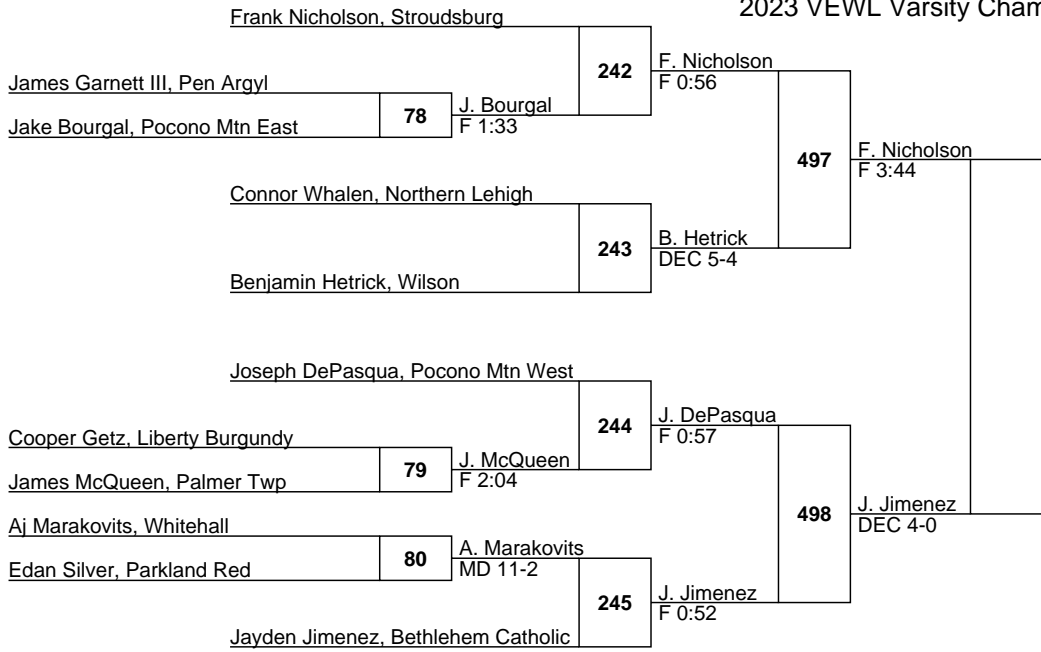 2023 VEWL Varsity Cham
Frank Nicholson, Stroudsburg
242
F. Nicholson
F 0:56
James Garnett III, Pen Argyl
78
J. Bourgal
F 1:33
Jake Bourgal, Pocono Mtn East
497
F. Nicholson
F 3:44
Connor Whalen, Northern Lehigh
243
B. Hetrick
DEC 5-4
Benjamin Hetrick, Wilson
Joseph DePasqua, Pocono Mtn West
244
J. DePasqua
F 0:57
Cooper Getz, Liberty Burgundy
79
J. McQueen
F 2:04
James McQueen, Palmer Twp
498
J. Jimenez
DEC 4-0
Aj Marakovits, Whitehall
80
A. Marakovits
MD 11-2
Edan Silver, Parkland Red
245
J. Jimenez
F 0:52
Jayden Jimenez, Bethlehem Catholic